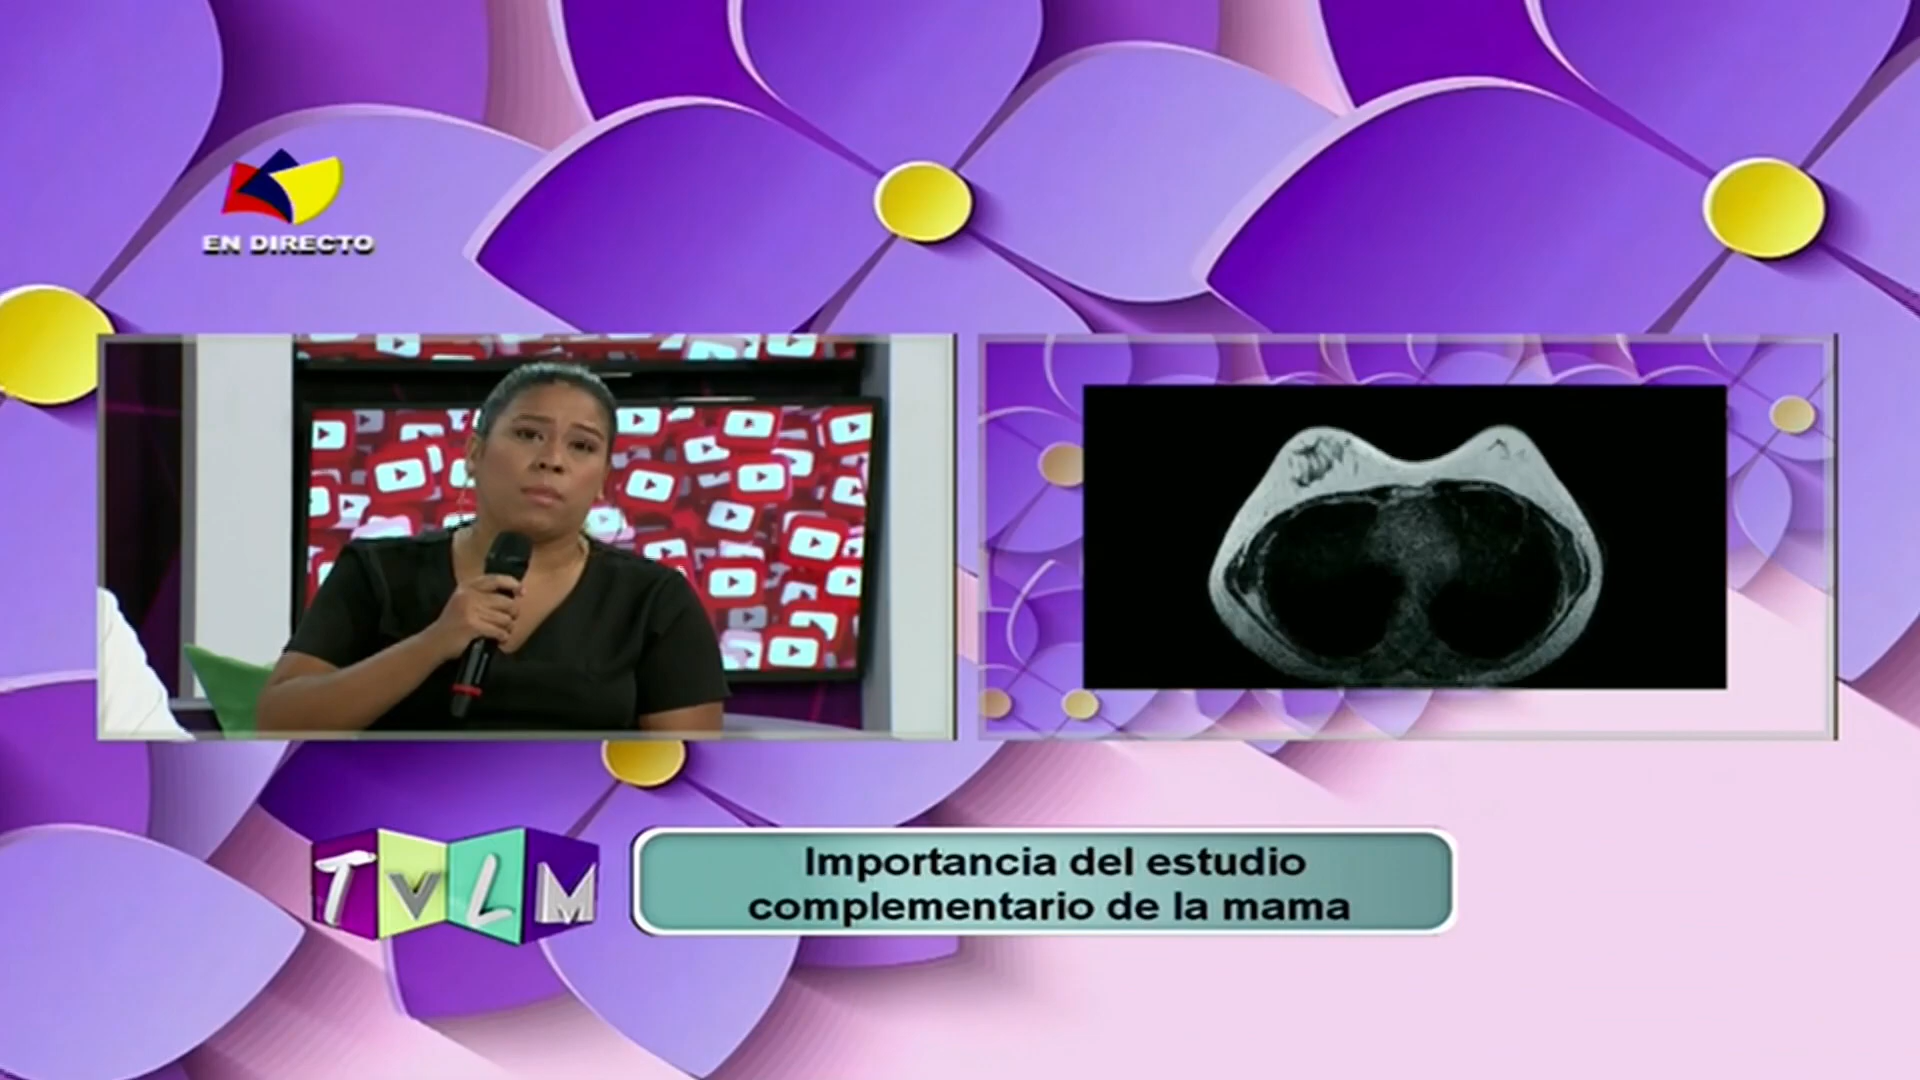 EN DIRECTO
TvLM
Importancia del estudio
complementario de la mama